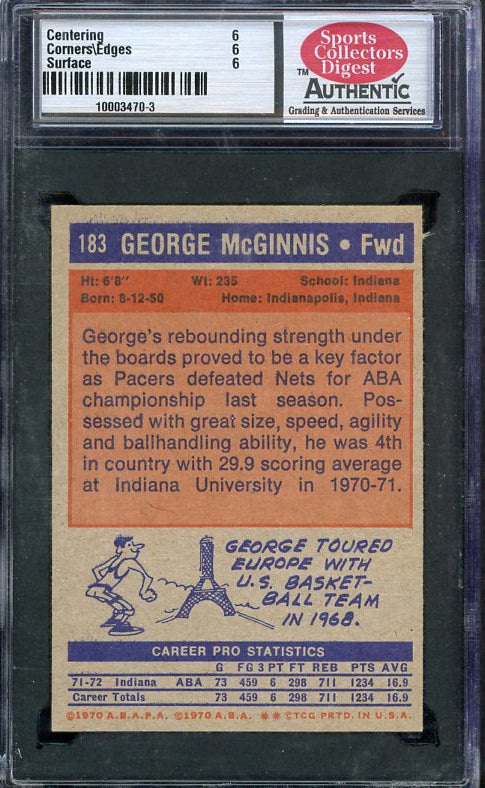 Centering 6
Corners\Edges 6
Surface 6
10003470-3
Sports
Collectors
Digest
™
AUTHENTIC
Grading & Authentication Services
183 GEORGE McGINNIS • Fwd
Ht: 6'8" Wt: 235 School: Indiana
Born: 8-12-50 Home: Indianapolis, Indiana
George's rebounding strength under
the boards proved to be a key factor
as Pacers defeated Nets for ABA
championship last season. Pos-
sessed with great size, speed, agility
and ballhandling ability, he was 4th
in country with 29.9 scoring average
at Indiana University in 1970-71.
GEORGE TOURED
EUROPE WITH
U.S. BASKET-
BALL TEAM
IN 1968.
CAREER PRO STATISTICS
G FG 3PT FT REB PTS AVG
71-72 Indiana ABA 73 459 6 298 711 1234 16.9
Career Totals 73 459 6 298 711 1234 16.9
©1970 A.B.A.P.A. ©1970 A.B.A. ✱✱ ©TCG PRTD. IN U.S.A.